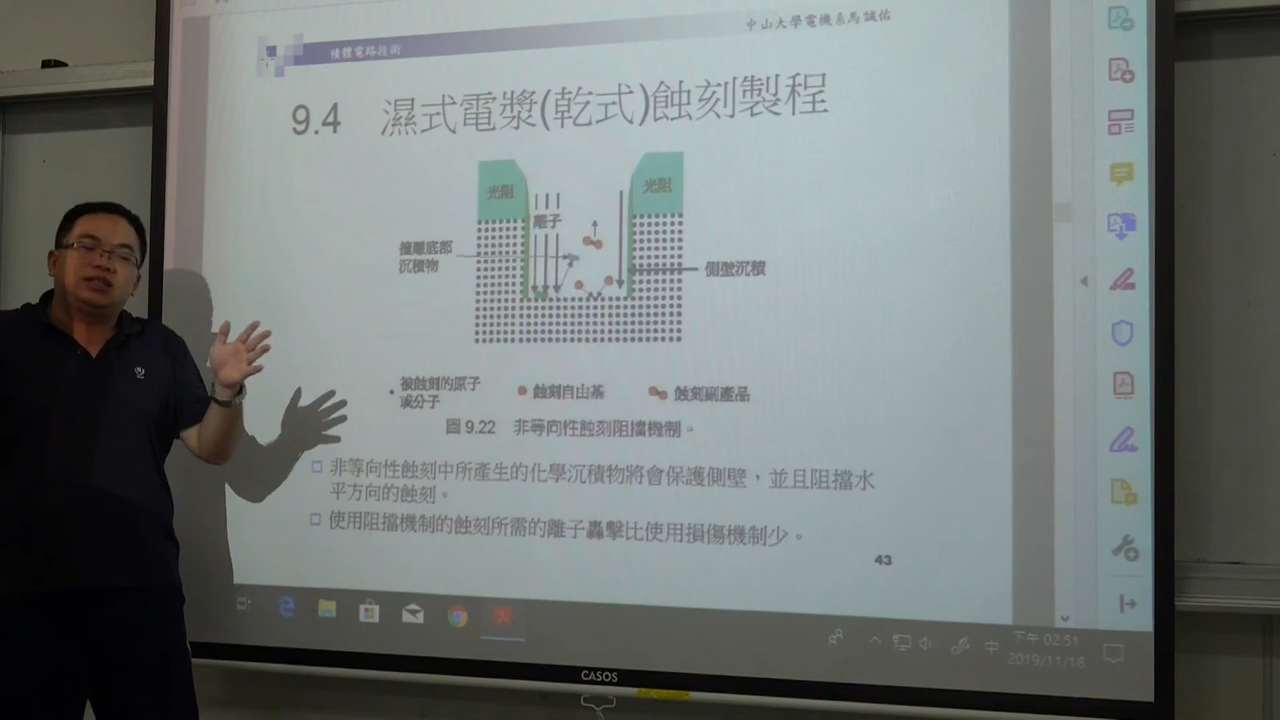 中山大學電機系馬誠佑
積體電路技術
9.4 濕式電漿(乾式)蝕刻製程
光阻
光阻
離子
撞離底部
沉積物
側壁沉積
被蝕刻的原子
或分子
蝕刻自由基
蝕刻副產品
圖 9.22 非等向性蝕刻阻擋機制。
非等向性蝕刻中所產生的化學沉積物將會保護側壁，並且阻擋水
平方向的蝕刻。
使用阻擋機制的蝕刻所需的離子轟擊比使用損傷機制少。
43
中
下午 02:51
2019/11/18
CASOS